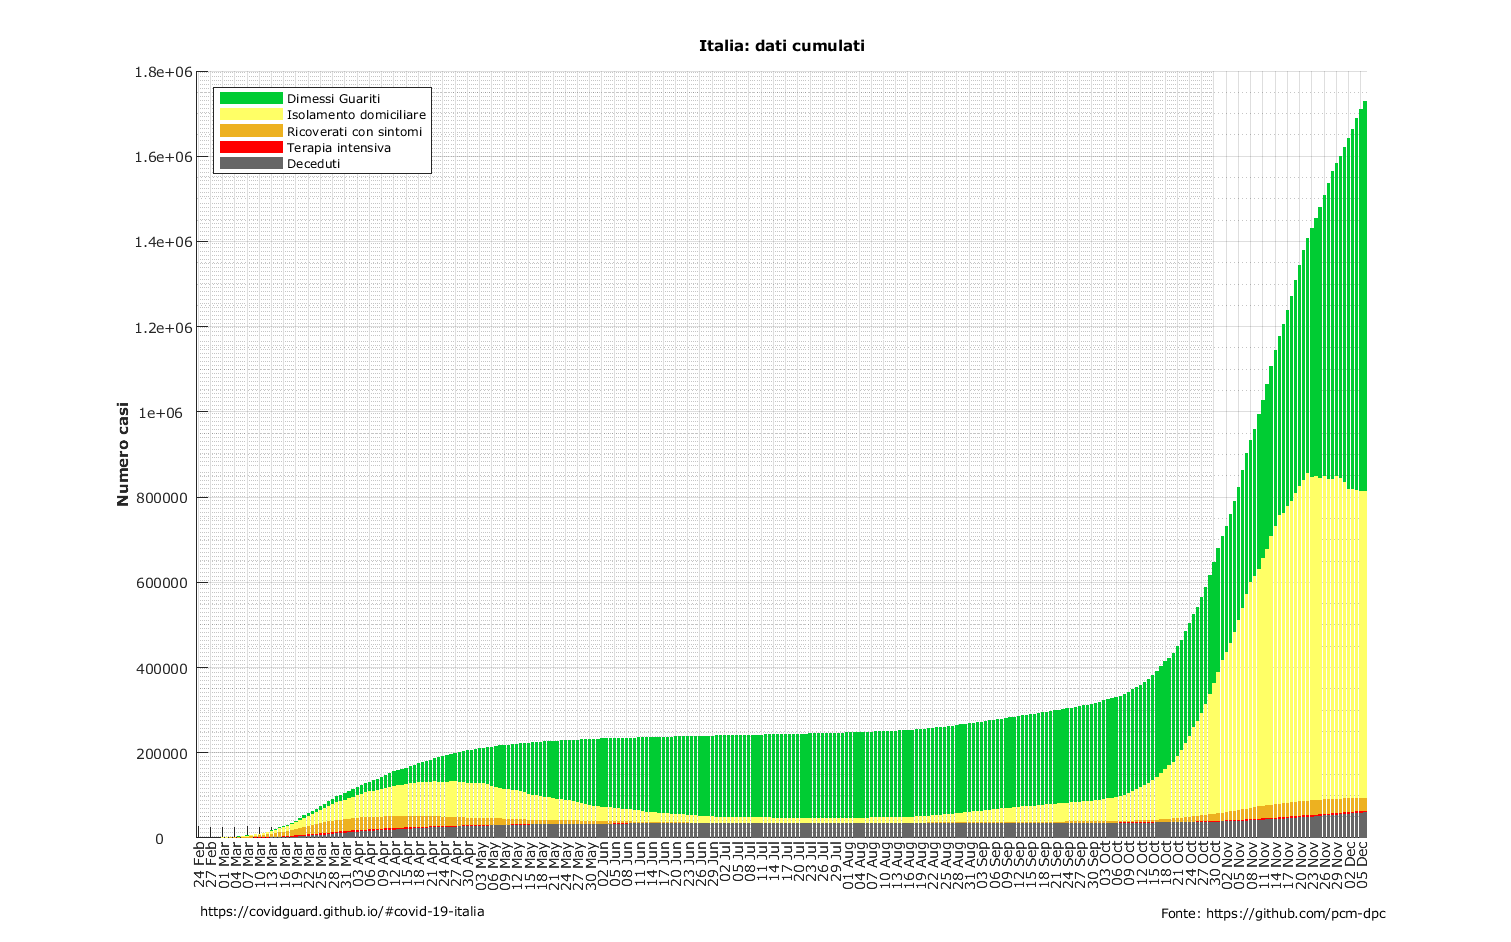 Italia: dati cumulati
1.8e+06
1.6e+06
1.4e+06
1.2e+06
1e+06
800000
600000
400000
200000
0
Numero casi
Dimessi Guariti
Isolamento domiciliare
Ricoverati con sintomi
Terapia intensiva
Deceduti
24 Feb
27 Feb
01 Mar
04 Mar
07 Mar
10 Mar
13 Mar
16 Mar
19 Mar
22 Mar
25 Mar
28 Mar
31 Mar
03 Apr
06 Apr
09 Apr
12 Apr
15 Apr
18 Apr
21 Apr
24 Apr
27 Apr
30 Apr
03 May
06 May
09 May
12 May
15 May
18 May
21 May
24 May
27 May
30 May
02 Jun
05 Jun
08 Jun
11 Jun
14 Jun
17 Jun
20 Jun
23 Jun
26 Jun
29 Jun
02 Jul
05 Jul
08 Jul
11 Jul
14 Jul
17 Jul
20 Jul
23 Jul
26 Jul
29 Jul
01 Aug
04 Aug
07 Aug
10 Aug
13 Aug
16 Aug
19 Aug
22 Aug
25 Aug
28 Aug
31 Aug
03 Sep
06 Sep
09 Sep
12 Sep
15 Sep
18 Sep
21 Sep
24 Sep
27 Sep
30 Sep
03 Oct
06 Oct
09 Oct
12 Oct
15 Oct
18 Oct
21 Oct
24 Oct
27 Oct
30 Oct
02 Nov
05 Nov
08 Nov
11 Nov
14 Nov
17 Nov
20 Nov
23 Nov
26 Nov
29 Nov
02 Dec
05 Dec
https://covidguard.github.io/#covid-19-italia
Fonte: https://github.com/pcm-dpc